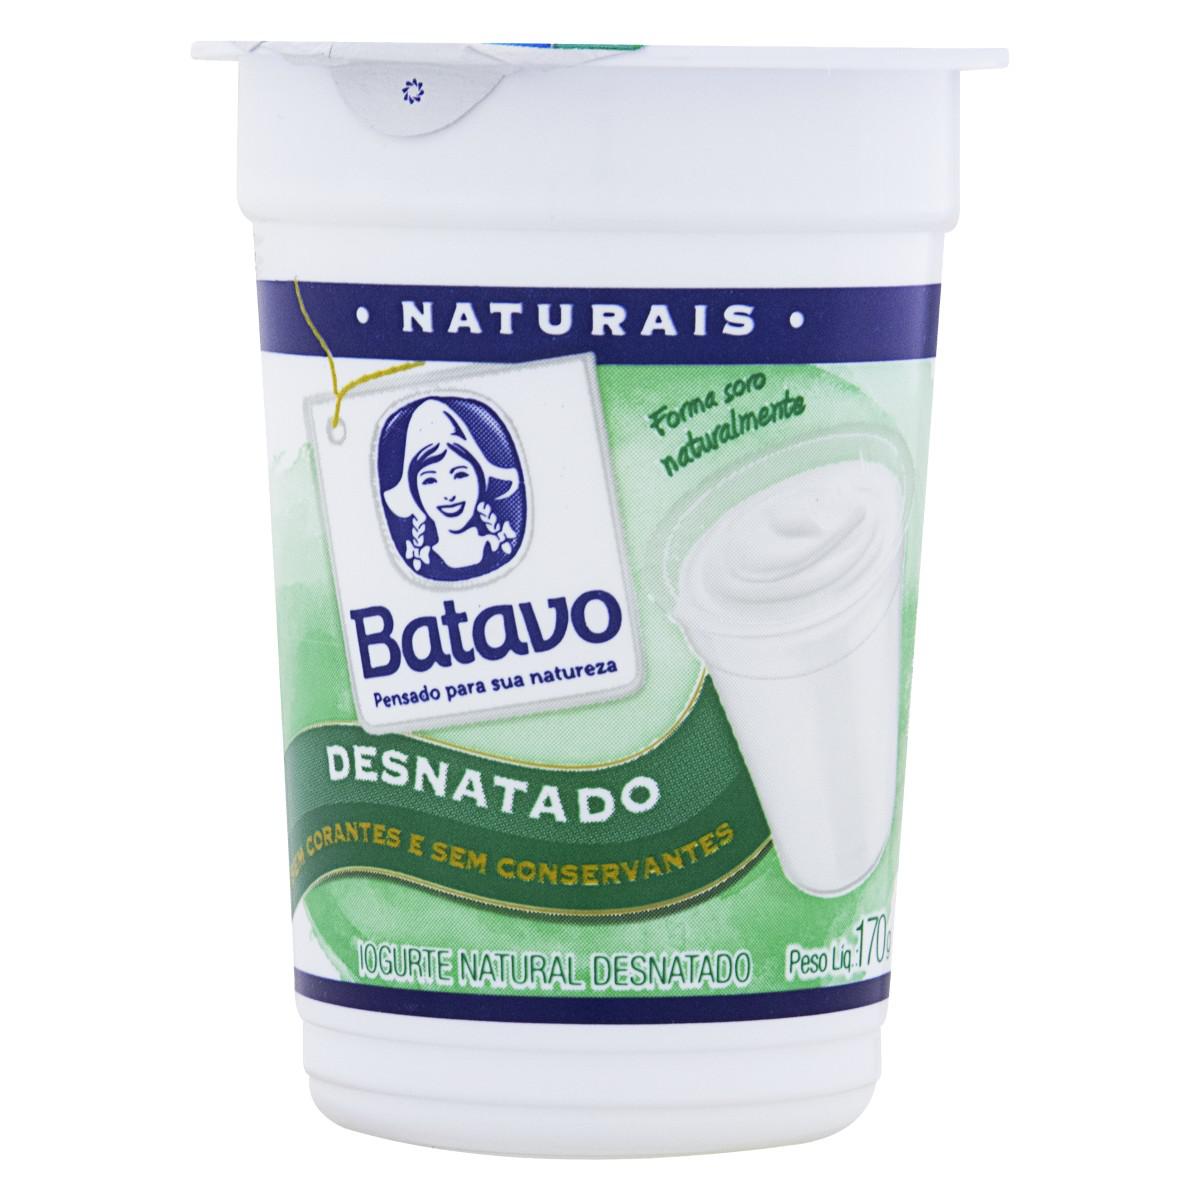 • NATURAIS •
Forma soro
naturalmente
Batavo
Pensado para sua natureza
DESNATADO
SEM CORANTES E SEM CONSERVANTES
IOGURTE NATURAL DESNATADO
Peso Líq.:170g